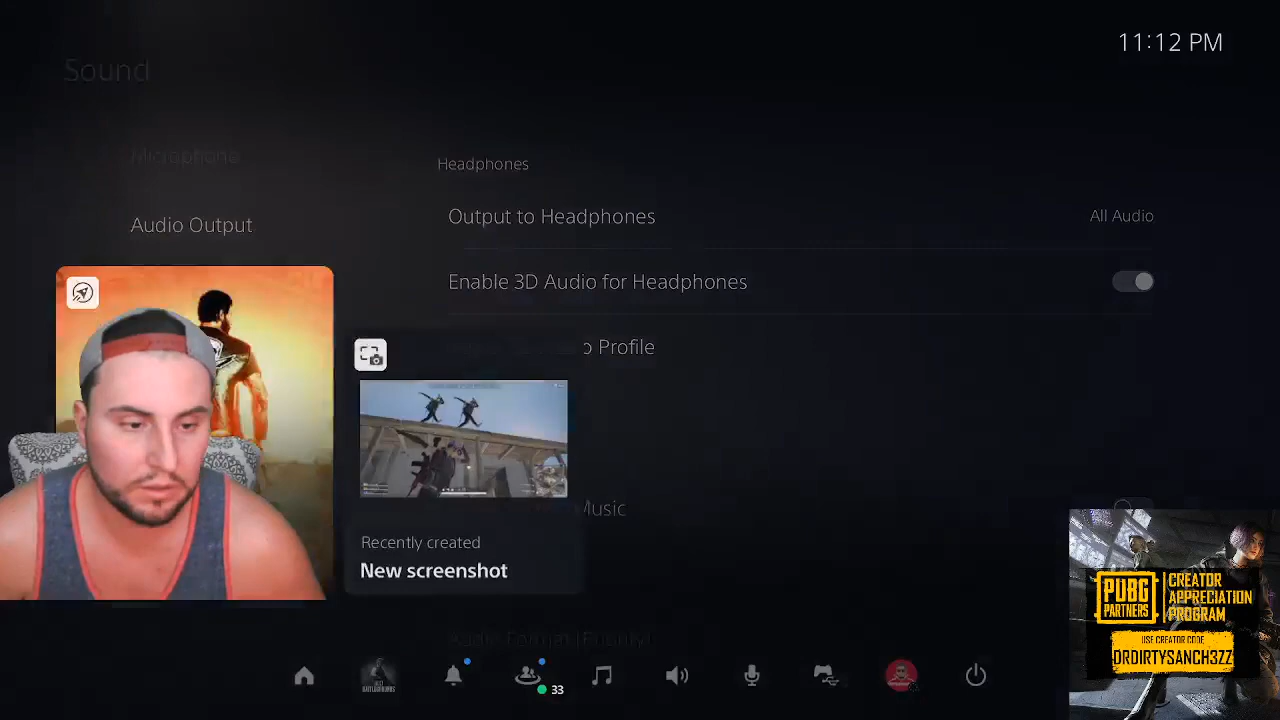 11:12 PM
Sound
Microphone
Headphones
Output to Headphones
All Audio
Audio Output
Enable 3D Audio for Headphones
o Profile
Music
Recently created
New screenshot
33
PUBG
PARTNERS
CREATOR
APPRECIATION
PROGRAM
USE CREATOR CODE
DRDIRTYSANCH3ZZ